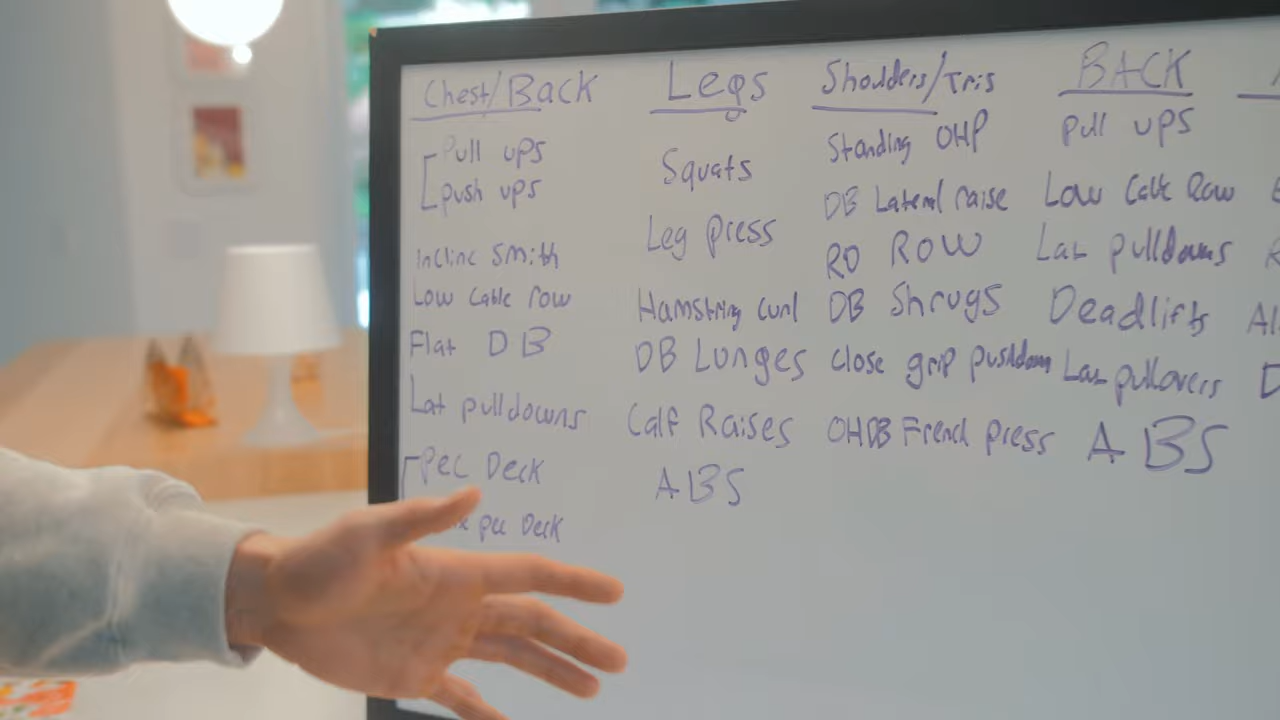 Chest/Back
Pull ups
push ups
Incline Smith
Low Cable row
Flat DB
Lat pulldowns
Pec Deck
pec Deck
Legs
Squats
Leg press
Hamstring curl
DB Lunges
Calf Raises
ABS
Shoulders/Tris
Standing OHP
DB Lateral raise
RD ROW
DB Shrugs
Close grip pushdown
OHDB French press
BACK
Pull ups
Low Cable Row
Lat pulldowns
Deadlifts
Lat pullovers
ABS